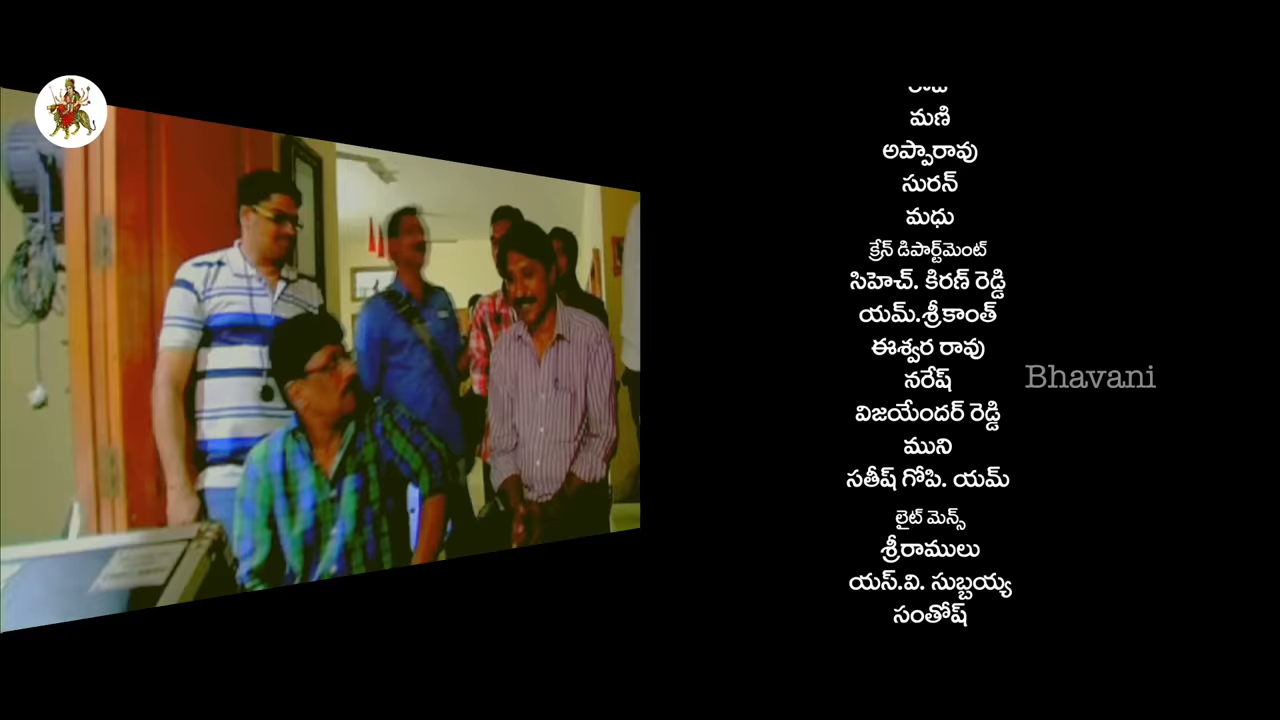 మణి
అప్పారావు
సురన్
మధు
క్రేన్ డిపార్ట్‌మెంట్
సిహెచ్. కిరణ్ రెడ్డి
యమ్.శ్రీకాంత్
ఈశ్వర రావు
నరేష్
విజయేందర్ రెడ్డి
ముని
సతీష్ గోపి. యమ్
లైట్ మెన్స్
శ్రీరాములు
యస్.వి. సుబ్బయ్య
సంతోష్
Bhavani